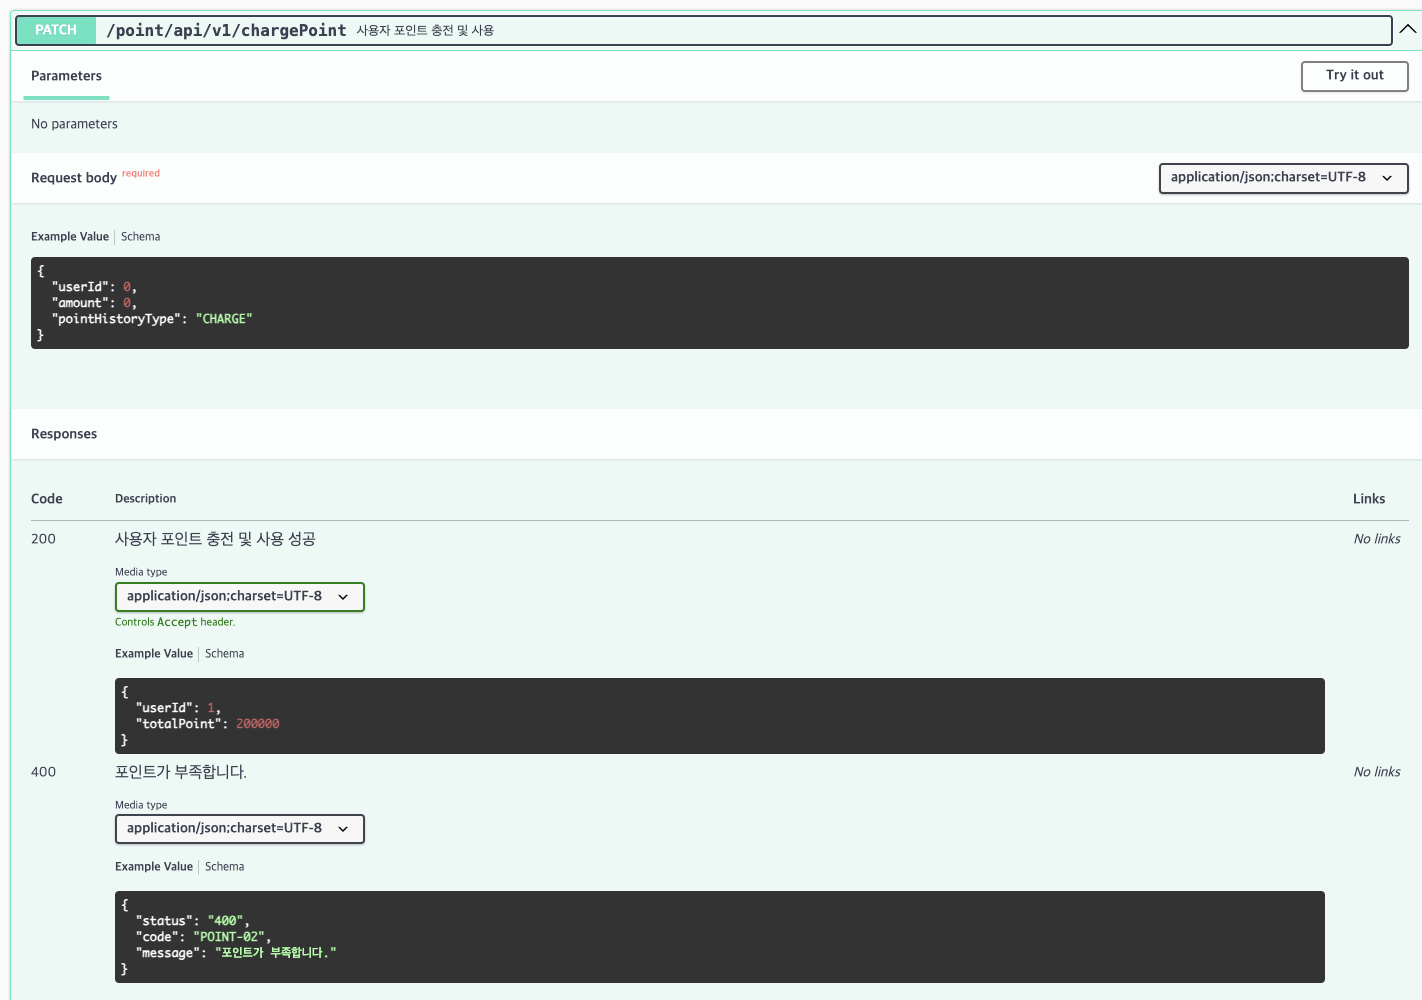 PATCH /point/api/v1/chargePoint 사용자 포인트 충전 및 사용
Parameters
Try it out
No parameters
Request body required
application/json;charset=UTF-8
Example Value Schema
{
"userId": 0,
"amount": 0,
"pointHistoryType": "CHARGE"
}
Responses
Code Description Links
200 사용자 포인트 충전 및 사용 성공 No links
Media type
application/json;charset=UTF-8
Controls Accept header.
Example Value Schema
{
"userId": 1,
"totalPoint": 200000
}
400 포인트가 부족합니다. No links
Media type
application/json;charset=UTF-8
Example Value Schema
{
"status": "400",
"code": "POINT-02",
"message": "포인트가 부족합니다."
}